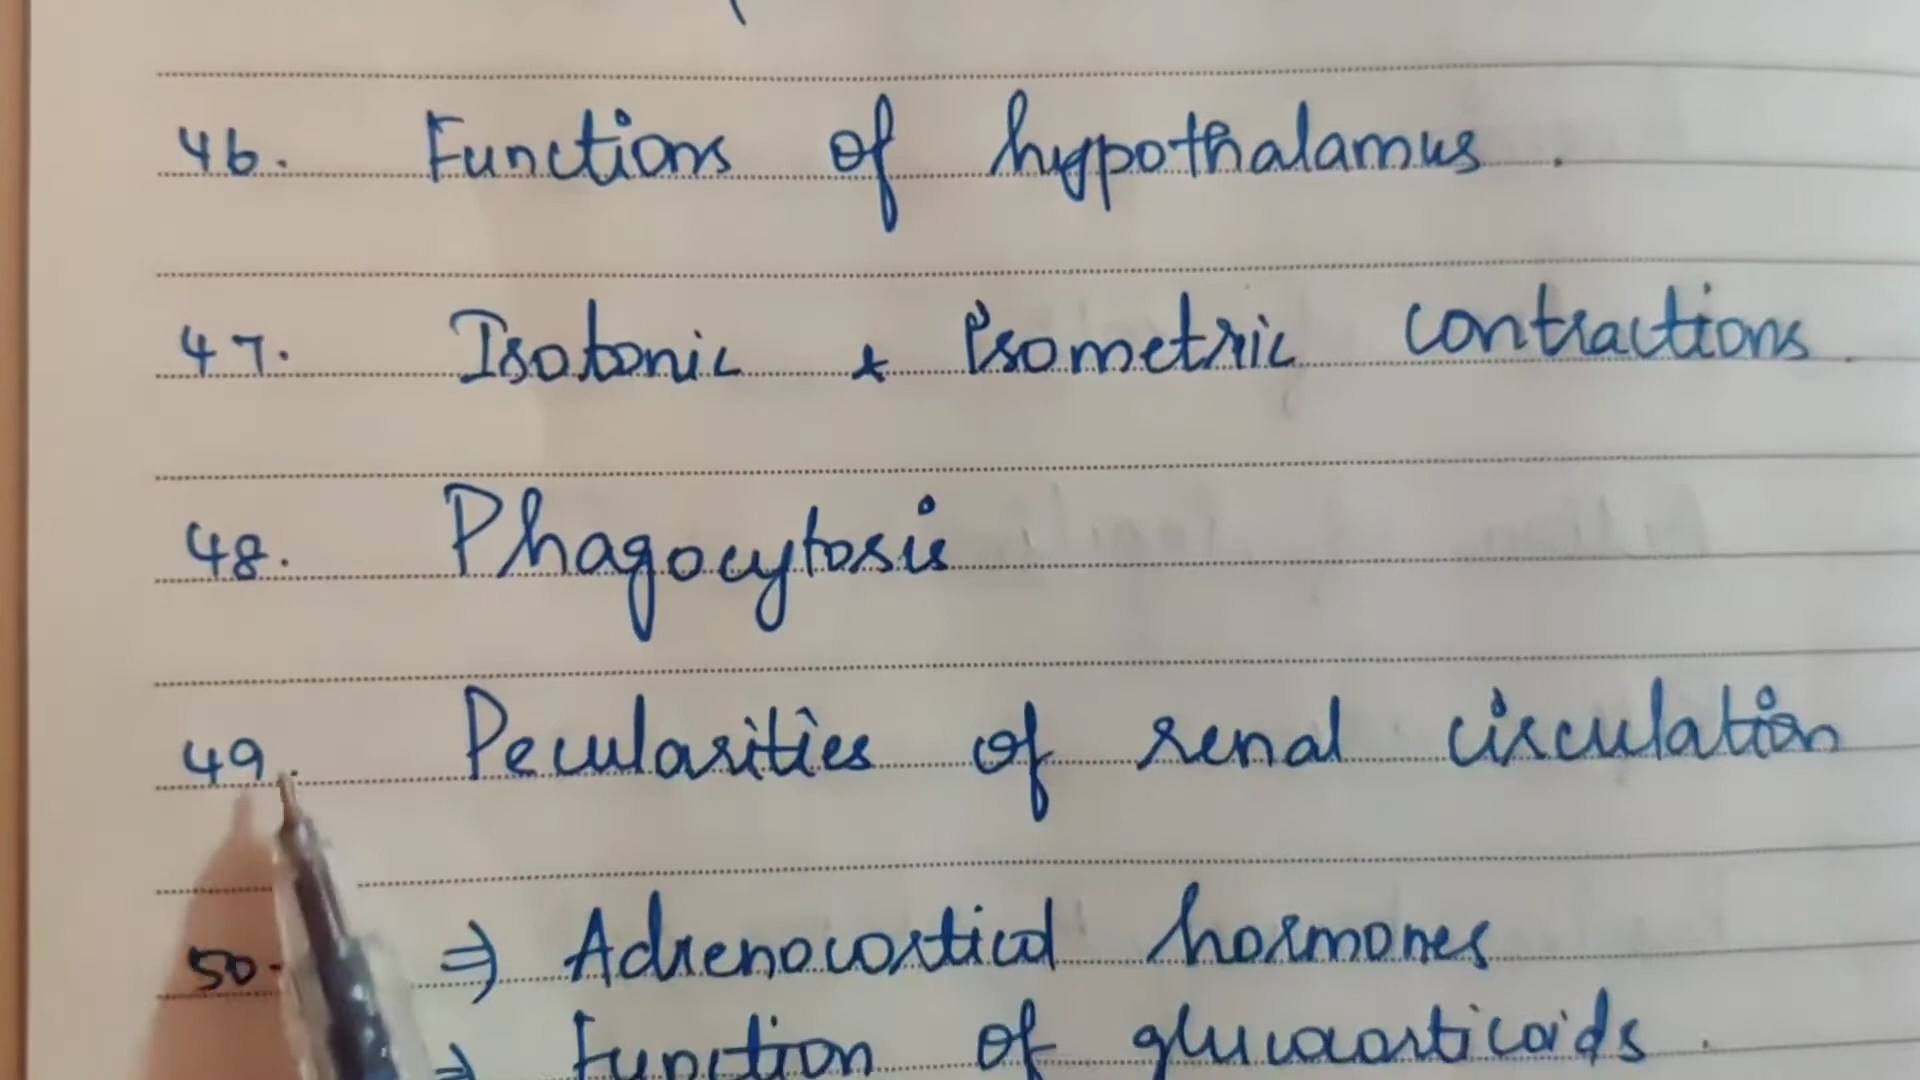 46. Functions of hypothalamus.
47. Isotonic & Isometric contractions.
48. Phagocytosis
49. Pecularities of renal circulation
50. ⇒ Adrenocortical hormones
⇒ Function of glucocorticoids.